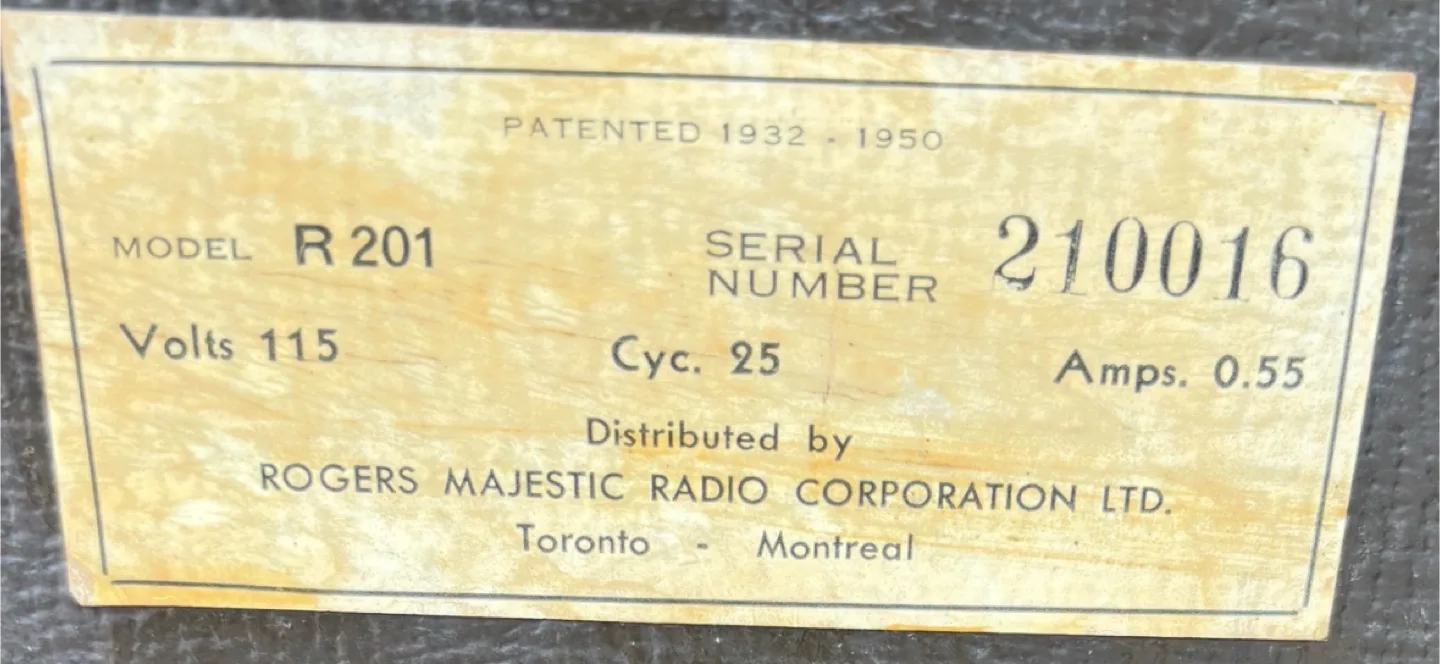 PATENTED 1932 - 1950
MODEL R 201 SERIAL NUMBER 210016
Volts 115 Cyc. 25 Amps. 0.55
Distributed by
ROGERS MAJESTIC RADIO CORPORATION LTD.
Toronto - Montreal